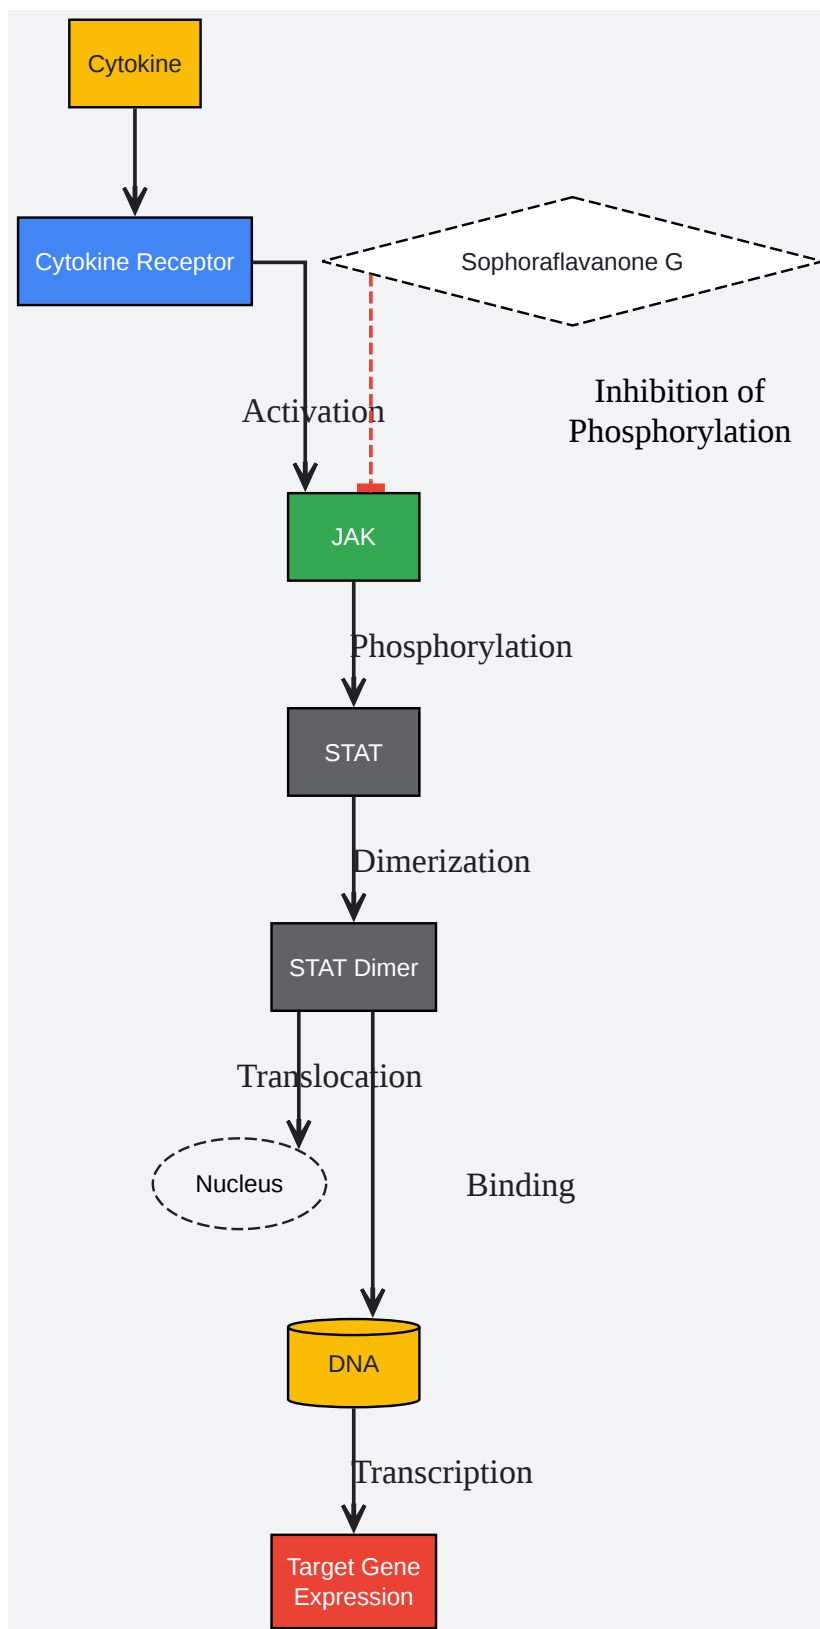 Cytokine
Cytokine Receptor
Sophoraflavanone G
Activation
Inhibition of
Phosphorylation
JAK
Phosphorylation
STAT
Dimerization
STAT Dimer
Translocation
Nucleus
Binding
DNA
Transcription
Target Gene
Expression